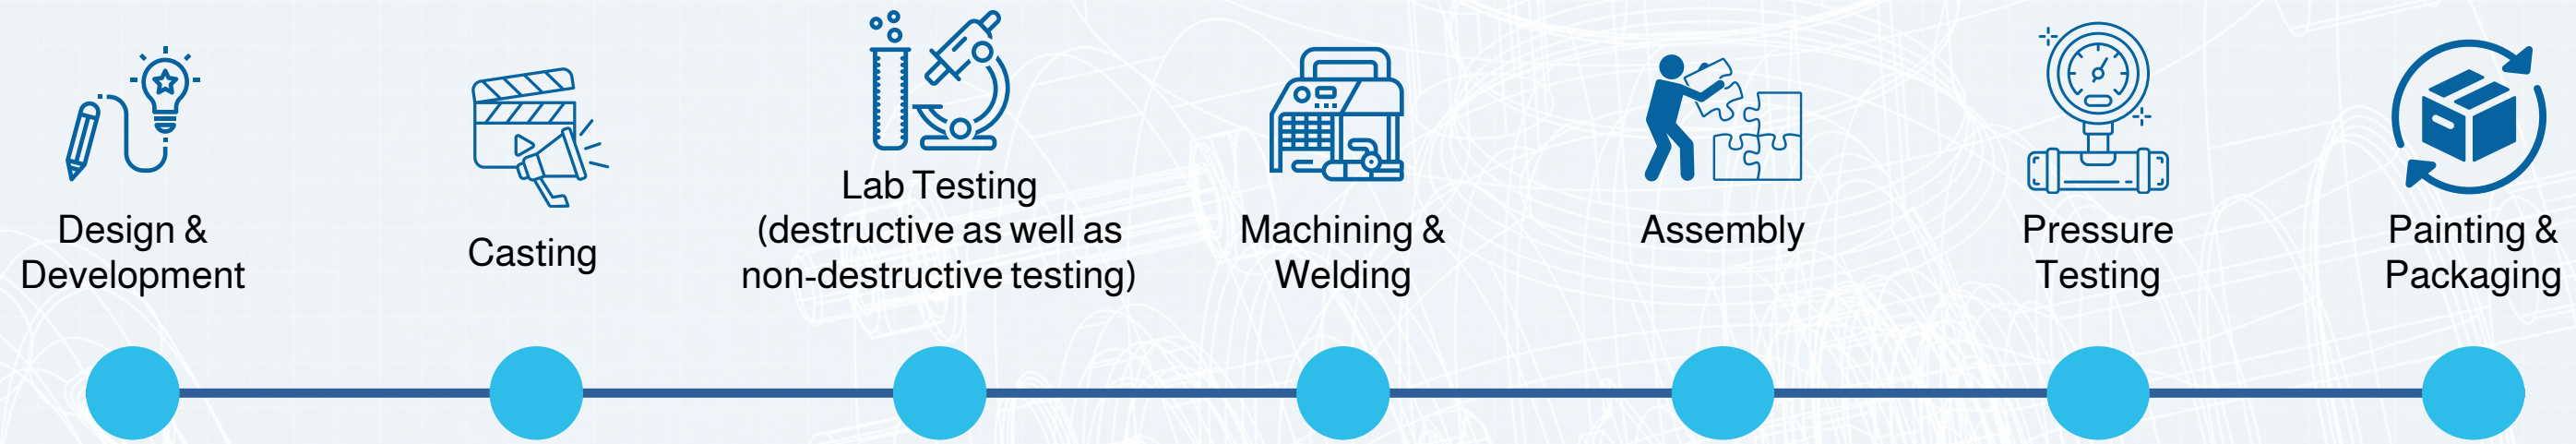 Design &
Development
Casting
Lab Testing
(destructive as well as
non-destructive testing)
Machining &
Welding
Assembly
Pressure
Testing
Painting &
Packaging